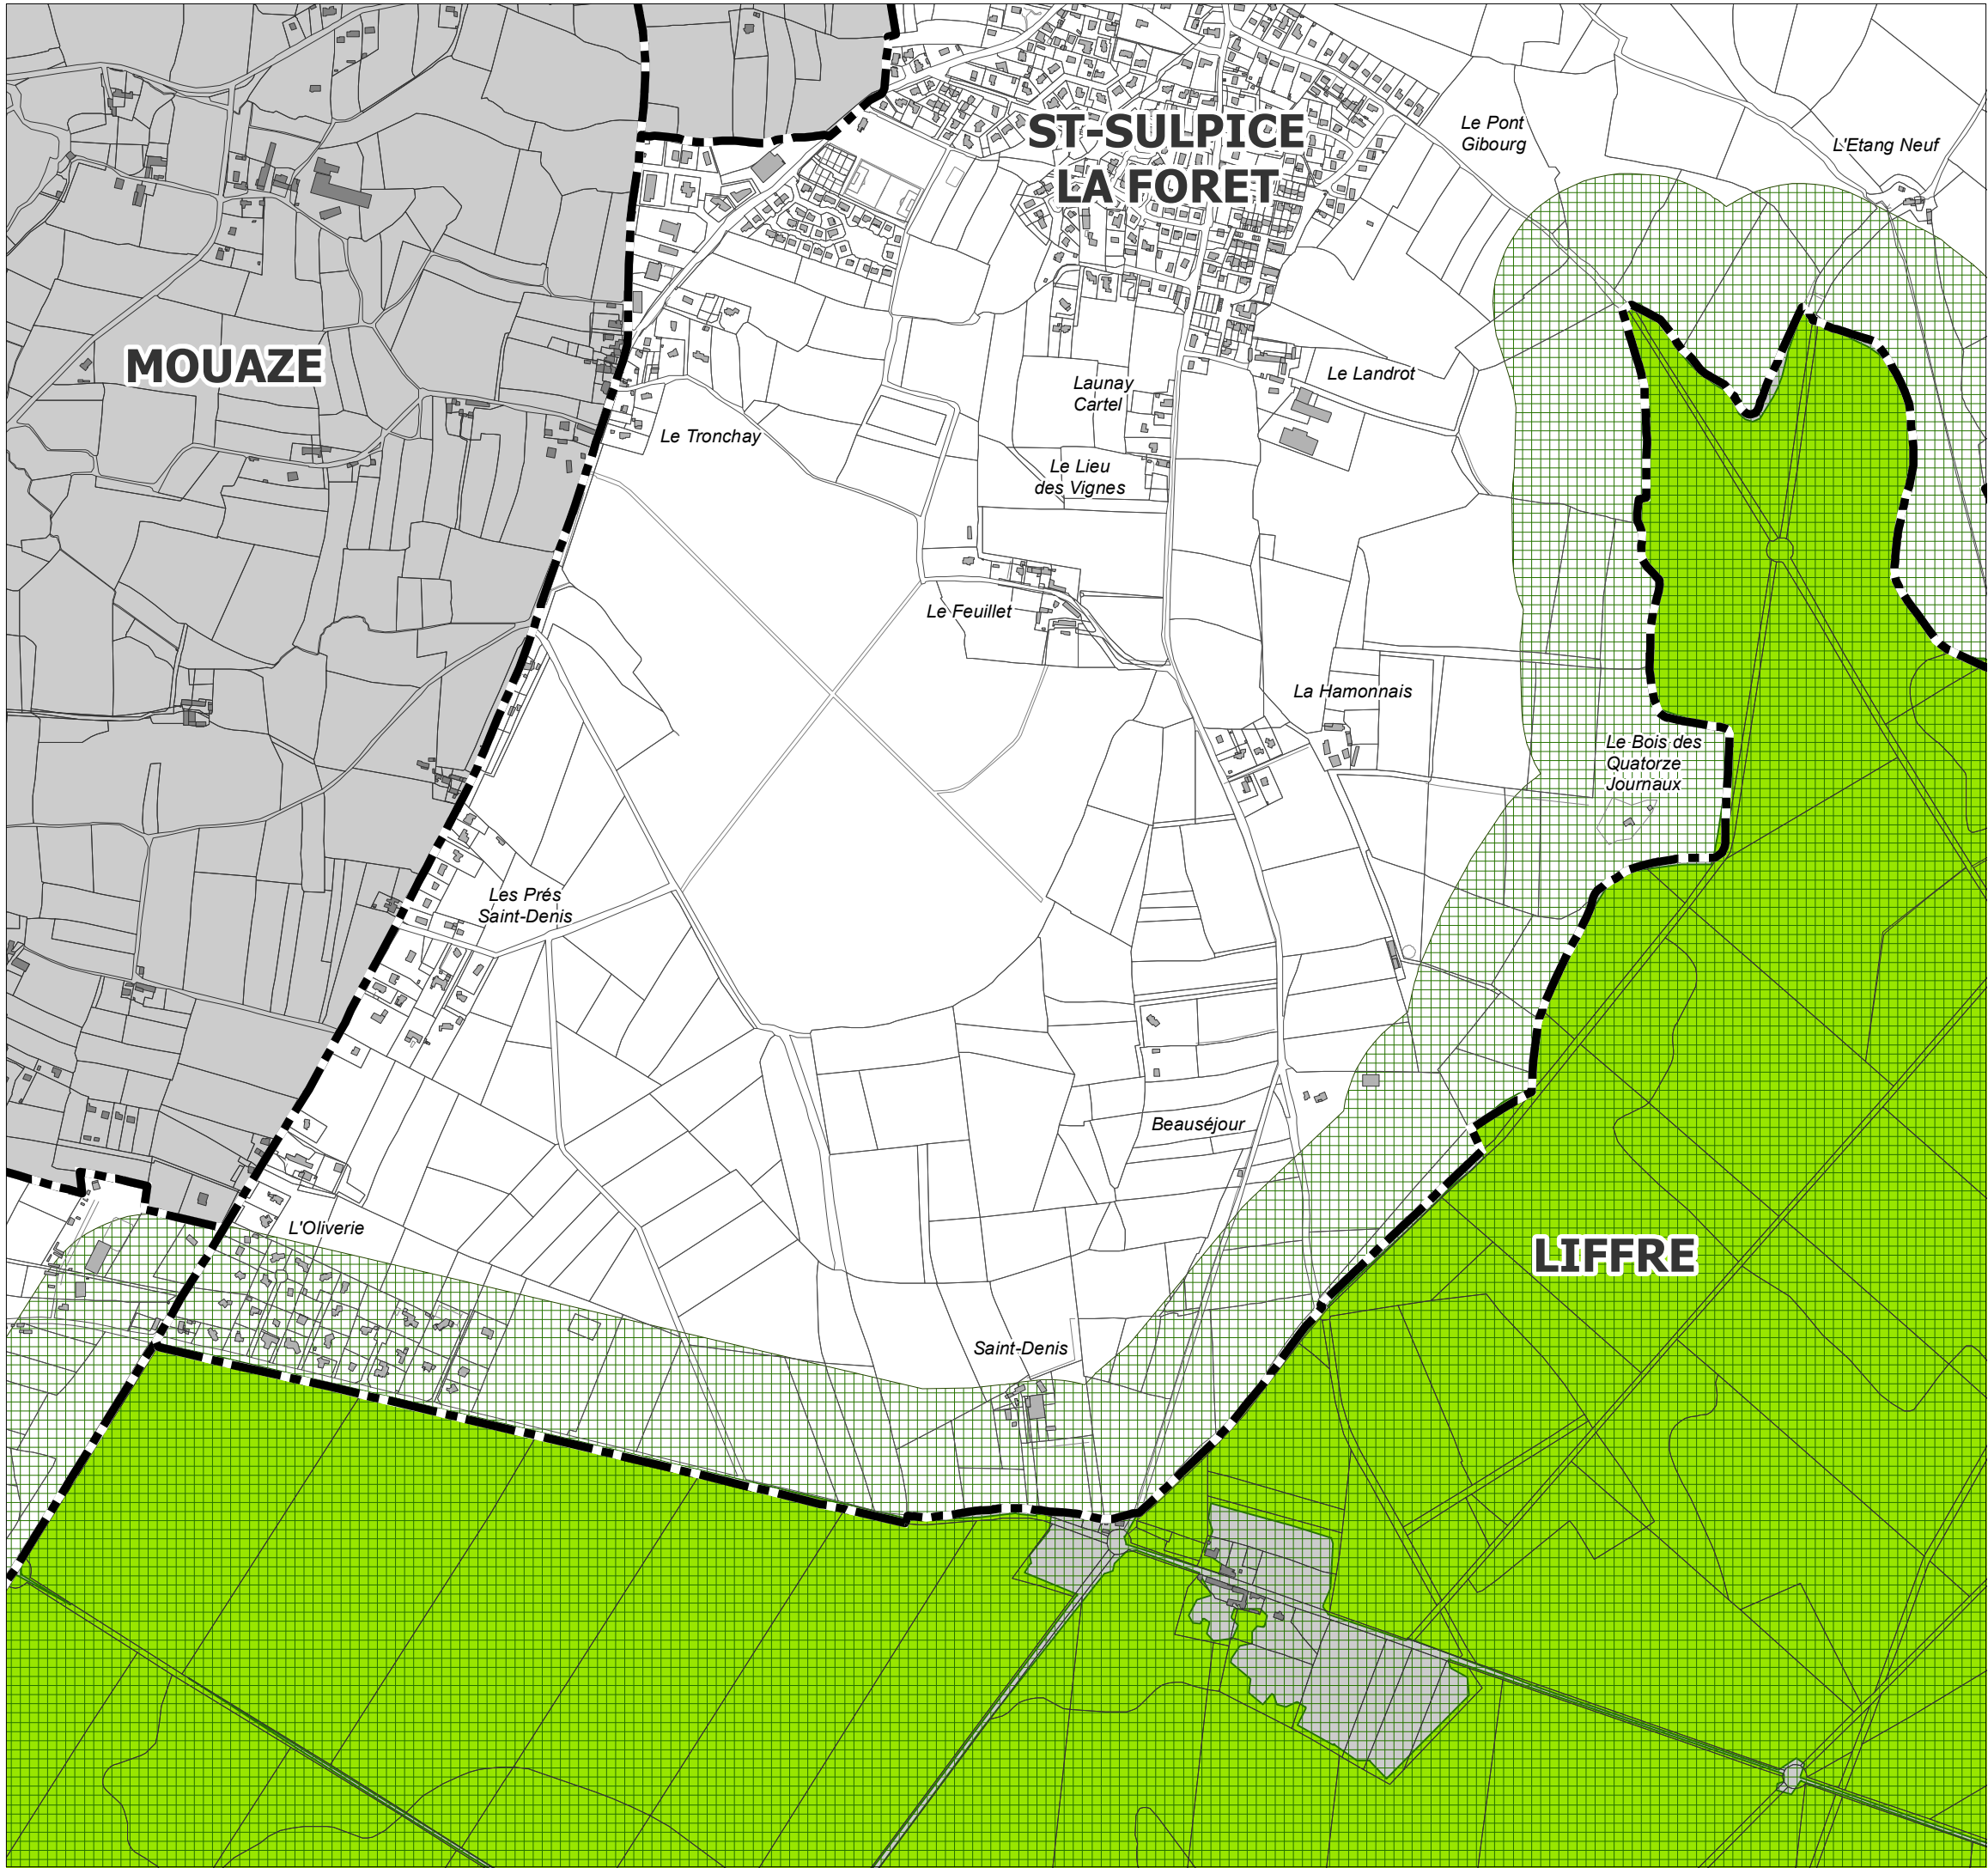 ST-SULPICE
LA FORET
Le Pont
Gibourg
L'Etang Neuf
MOUAZE
Launay
Cartel
Le Landrot
Le Tronchay
Le Lieu
des Vignes
Le Feuillet
La Hamonnais
Le Bois des
Quatorze
Journaux
Les Prés
Saint-Denis
Beauséjour
L'Oliverie
LIFFRE
Saint-Denis